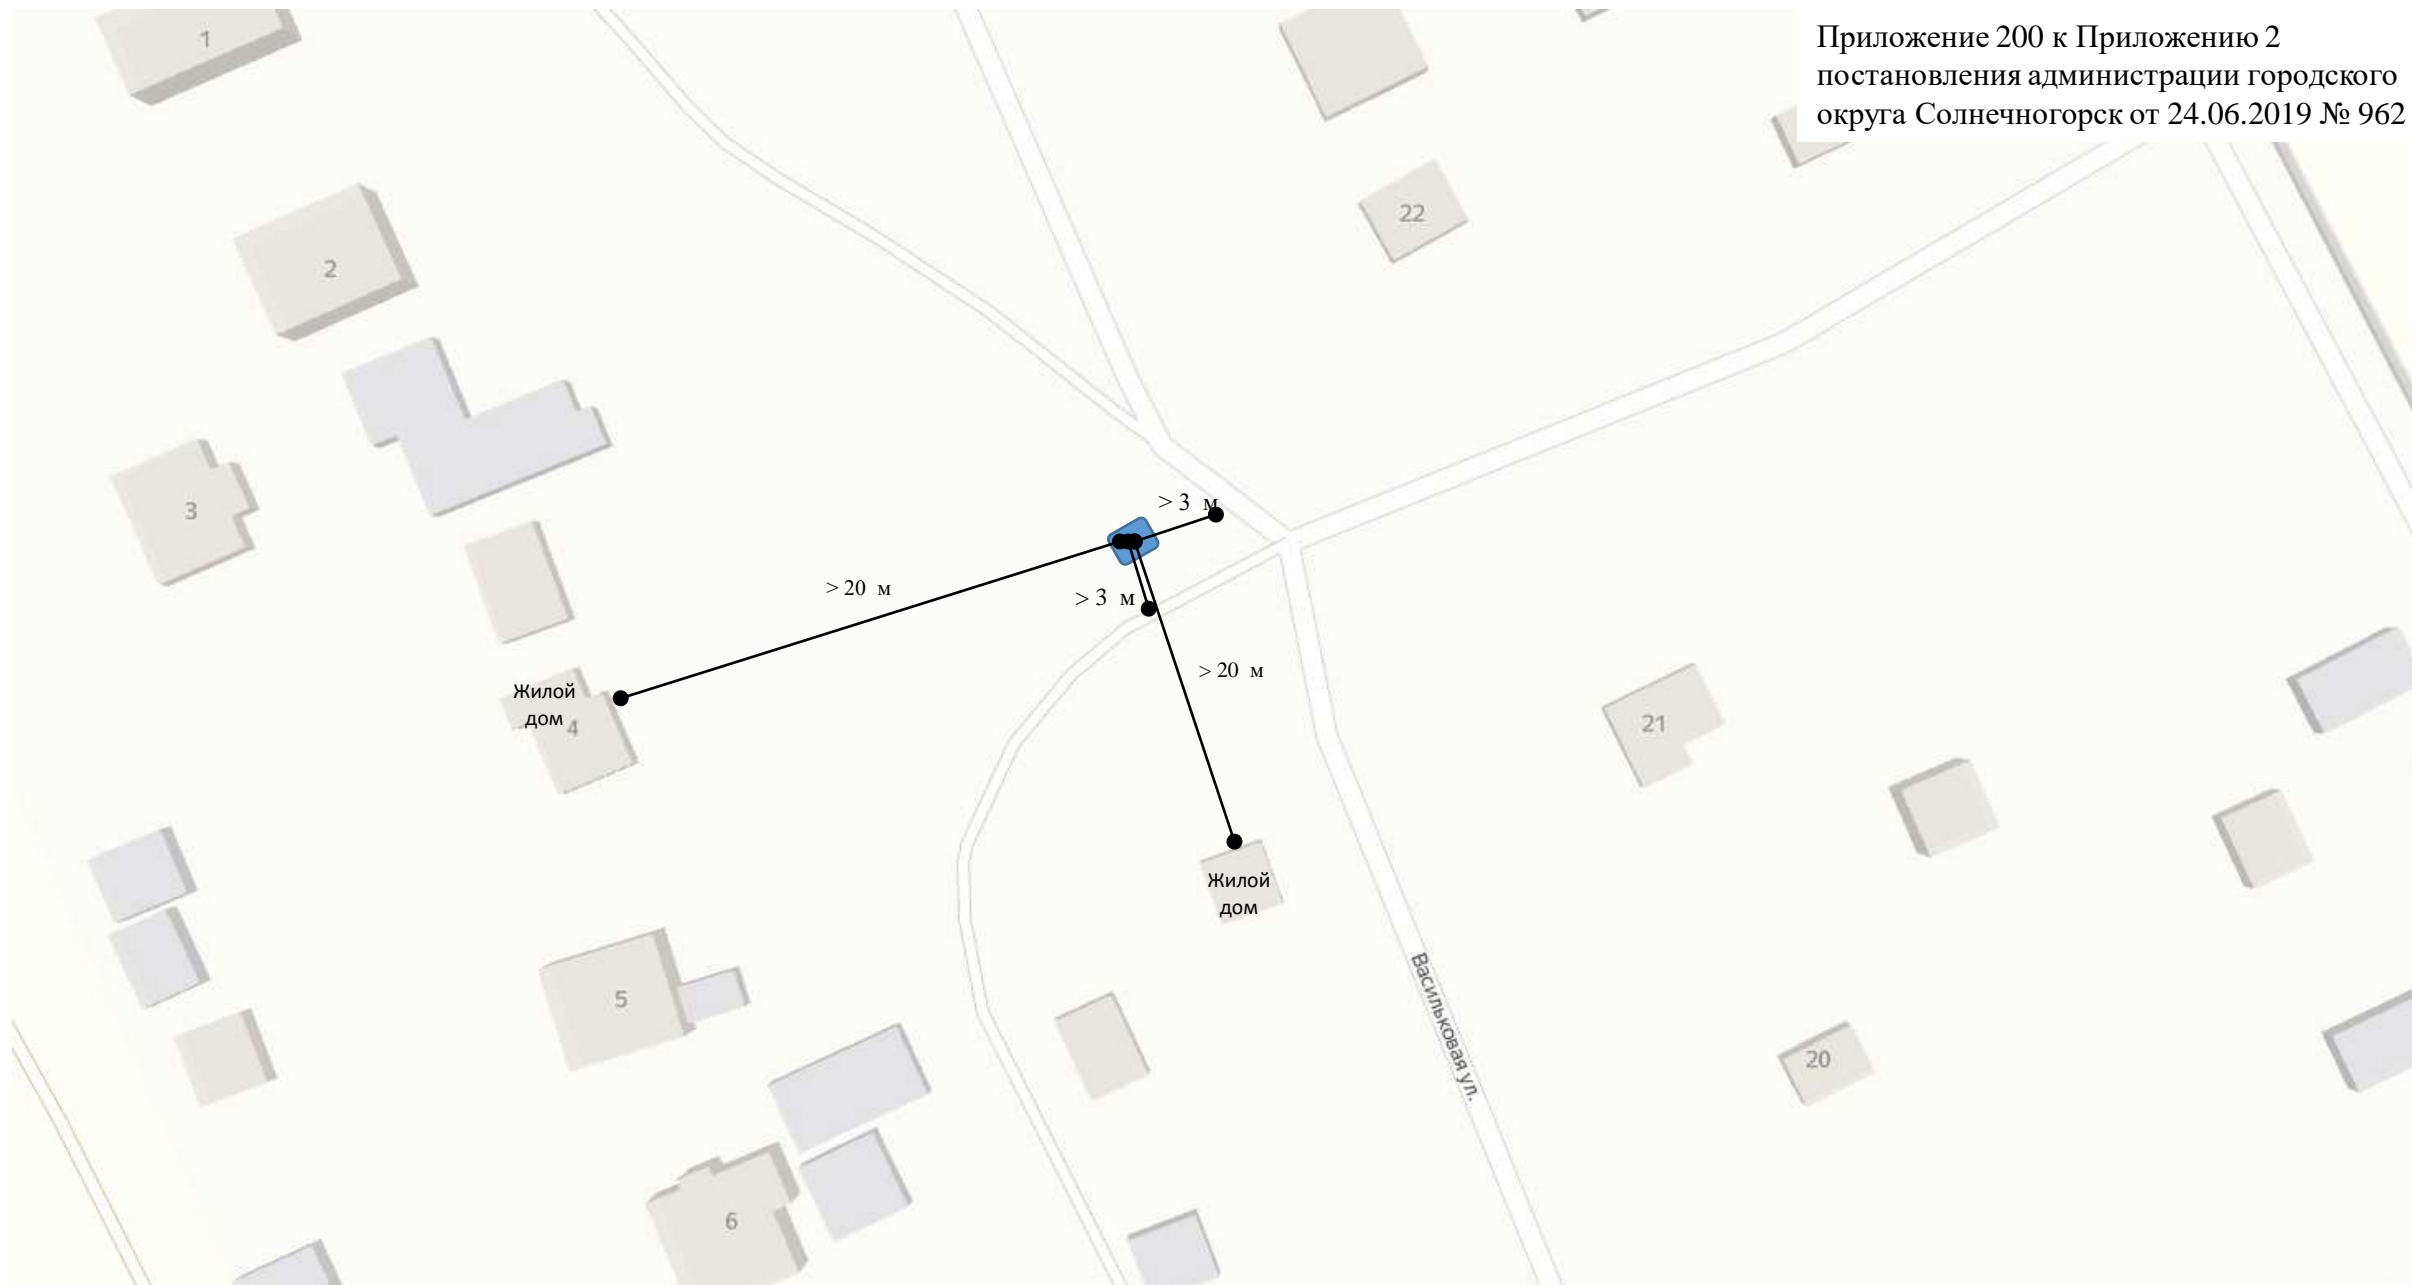 Приложение 200 к Приложению 2
постановления администрации городского
округа Солнечногорск от 24.06.2019 № 962
1
22
2
> 3 м
3
> 20 м
> 3 м
> 20 м
Жилой
дом
4
21
Жилой
дом
Васильковая ул.
5
20
6